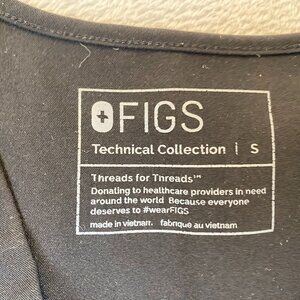 FIGS
Technical Collection | S
Threads for Threads™
Donating to healthcare providers in need
around the world. Because everyone
deserves to #wearFIGS
made in vietnam. fabriqué au vietnam